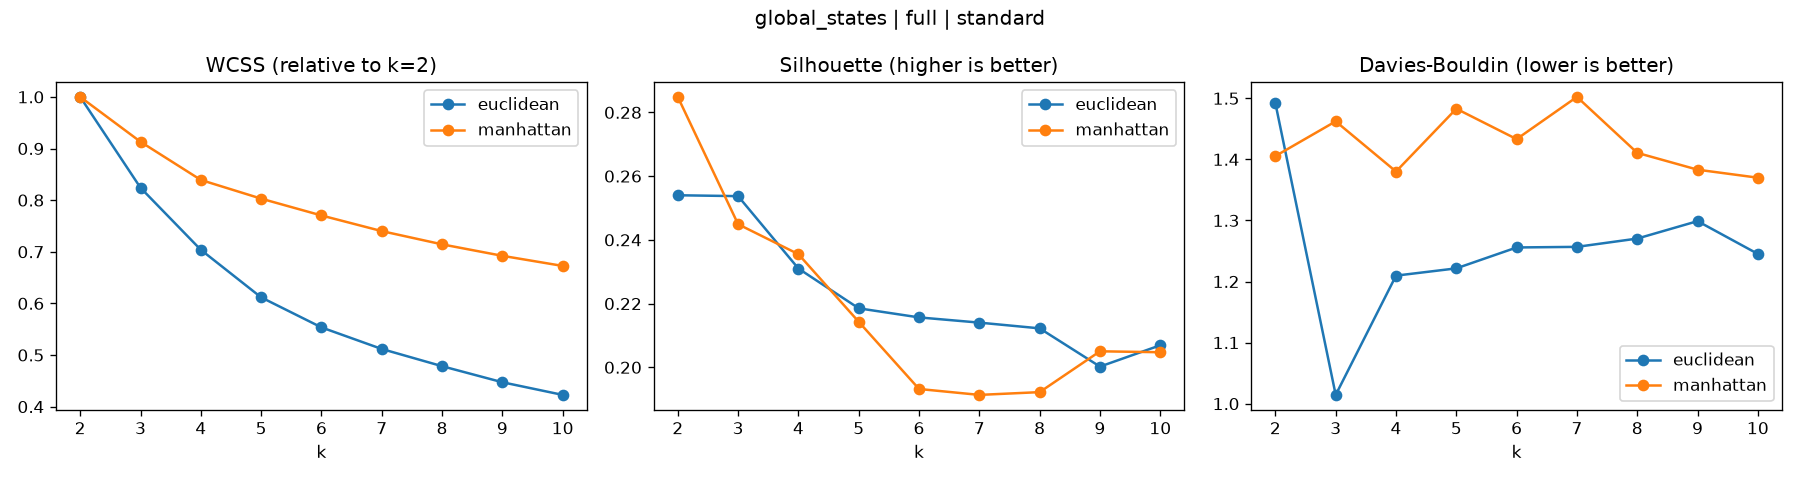 global_states | full | standard
WCSS (relative to k=2)
1.0
0.9
0.8
0.7
0.6
0.5
0.4
euclidean
manhattan
2 3 4 5 6 7 8 9 10
k
Silhouette (higher is better)
0.28
0.26
0.24
0.22
0.20
euclidean
manhattan
2 3 4 5 6 7 8 9 10
k
Davies-Bouldin (lower is better)
1.5
1.4
1.3
1.2
1.1
1.0
euclidean
manhattan
2 3 4 5 6 7 8 9 10
k